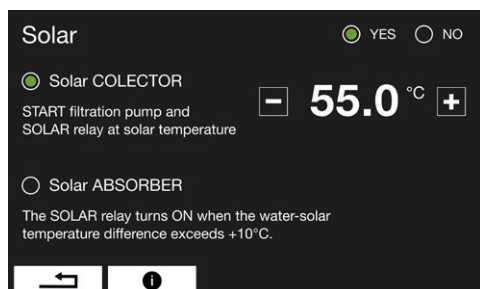 Solar
YES
NO
Solar COLECTOR
START filtration pump and
SOLAR relay at solar temperature
− 55.0 °C +
Solar ABSORBER
The SOLAR relay turns ON when the water-solar
temperature difference exceeds +10°C.
i